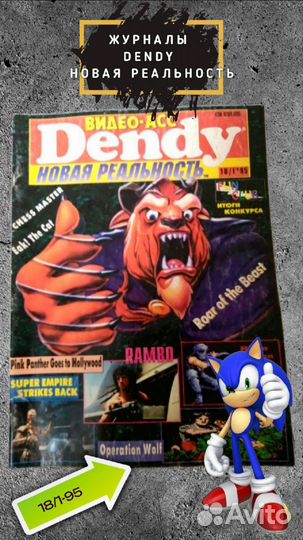 ЖУРНАЛЫ
DENDY
НОВАЯ РЕАЛЬНОСТЬ
ВИДЕО-АСС
Dendy
НОВАЯ РЕАЛЬНОСТЬ
18/1*95
CHESS MASTER
Zak! The Cat
ИТОГИ
КОНКУРСА
Roar of the Beast
Pink Panther Goes to Hollywood
RAMBO
SUPER EMPIRE
STRIKES BACK
Operation Wolf
18/1-95
Avito